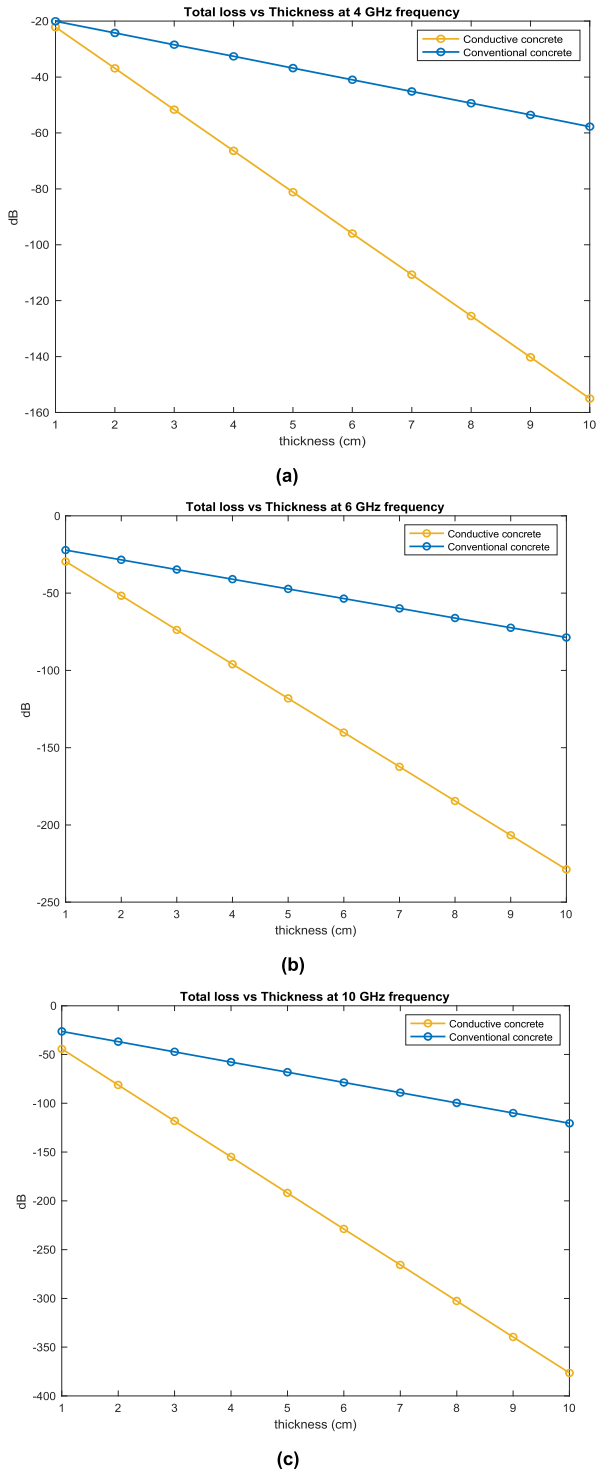 Total loss vs Thickness at 4 GHz frequency
Conductive concrete
Conventional concrete
-20
-40
-60
-80
-100
-120
-140
-160
dB
1 2 3 4 5 6 7 8 9 10
thickness (cm)
(a)
Total loss vs Thickness at 6 GHz frequency
Conductive concrete
Conventional concrete
0
-50
-100
-150
-200
-250
dB
1 2 3 4 5 6 7 8 9 10
thickness (cm)
(b)
Total loss vs Thickness at 10 GHz frequency
Conductive concrete
Conventional concrete
0
-50
-100
-150
-200
-250
-300
-350
-400
dB
1 2 3 4 5 6 7 8 9 10
thickness (cm)
(c)